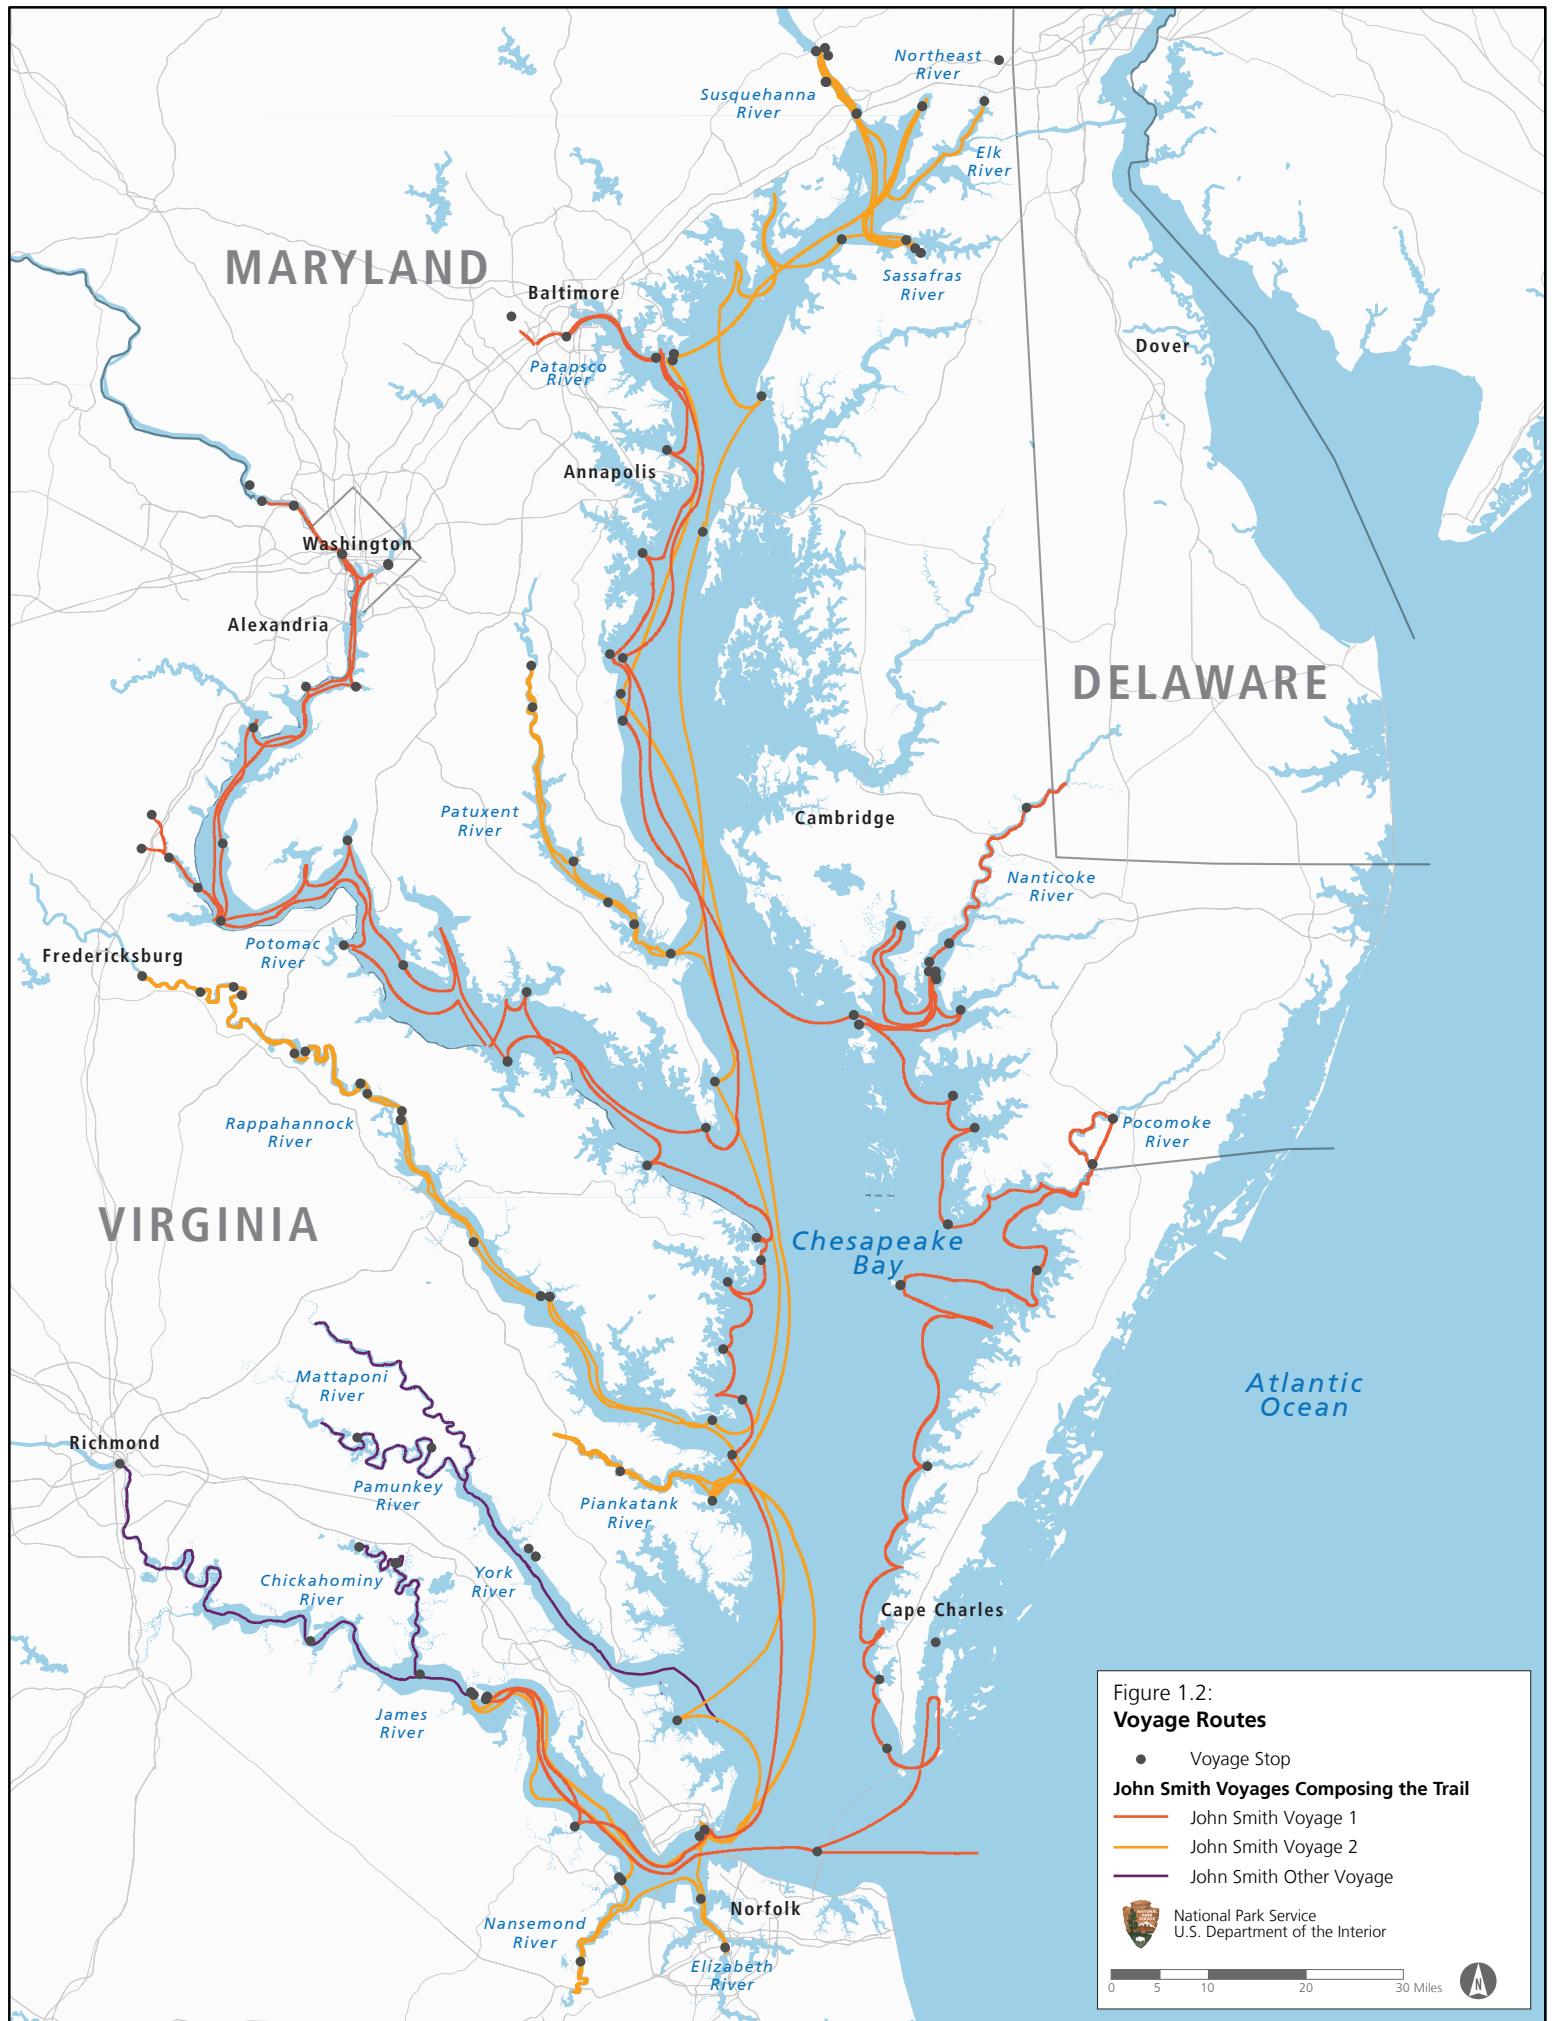 Northeast
River
Susquehanna
River
Elk
River
MARYLAND
Sassafras
River
Baltimore
Dover
Patapsco
River
Annapolis
Washington
Alexandria
DELAWARE
Patuxent
River
Cambridge
Nanticoke
River
Potomac
River
Fredericksburg
Rappahannock
River
Pocomoke
River
VIRGINIA
Chesapeake
Bay
Mattaponi
River
Atlantic
Ocean
Richmond
Pamunkey
River
Piankatank
River
York
River
Chickahominy
River
Cape Charles
James
River
Norfolk
Nansemond
River
Elizabeth
River
Figure 1.2:
Voyage Routes
Voyage Stop
John Smith Voyages Composing the Trail
John Smith Voyage 1
John Smith Voyage 2
John Smith Other Voyage
NATIONAL
PARK
SERVICE
National Park Service
U.S. Department of the Interior
0 5 10 20 30 Miles
N